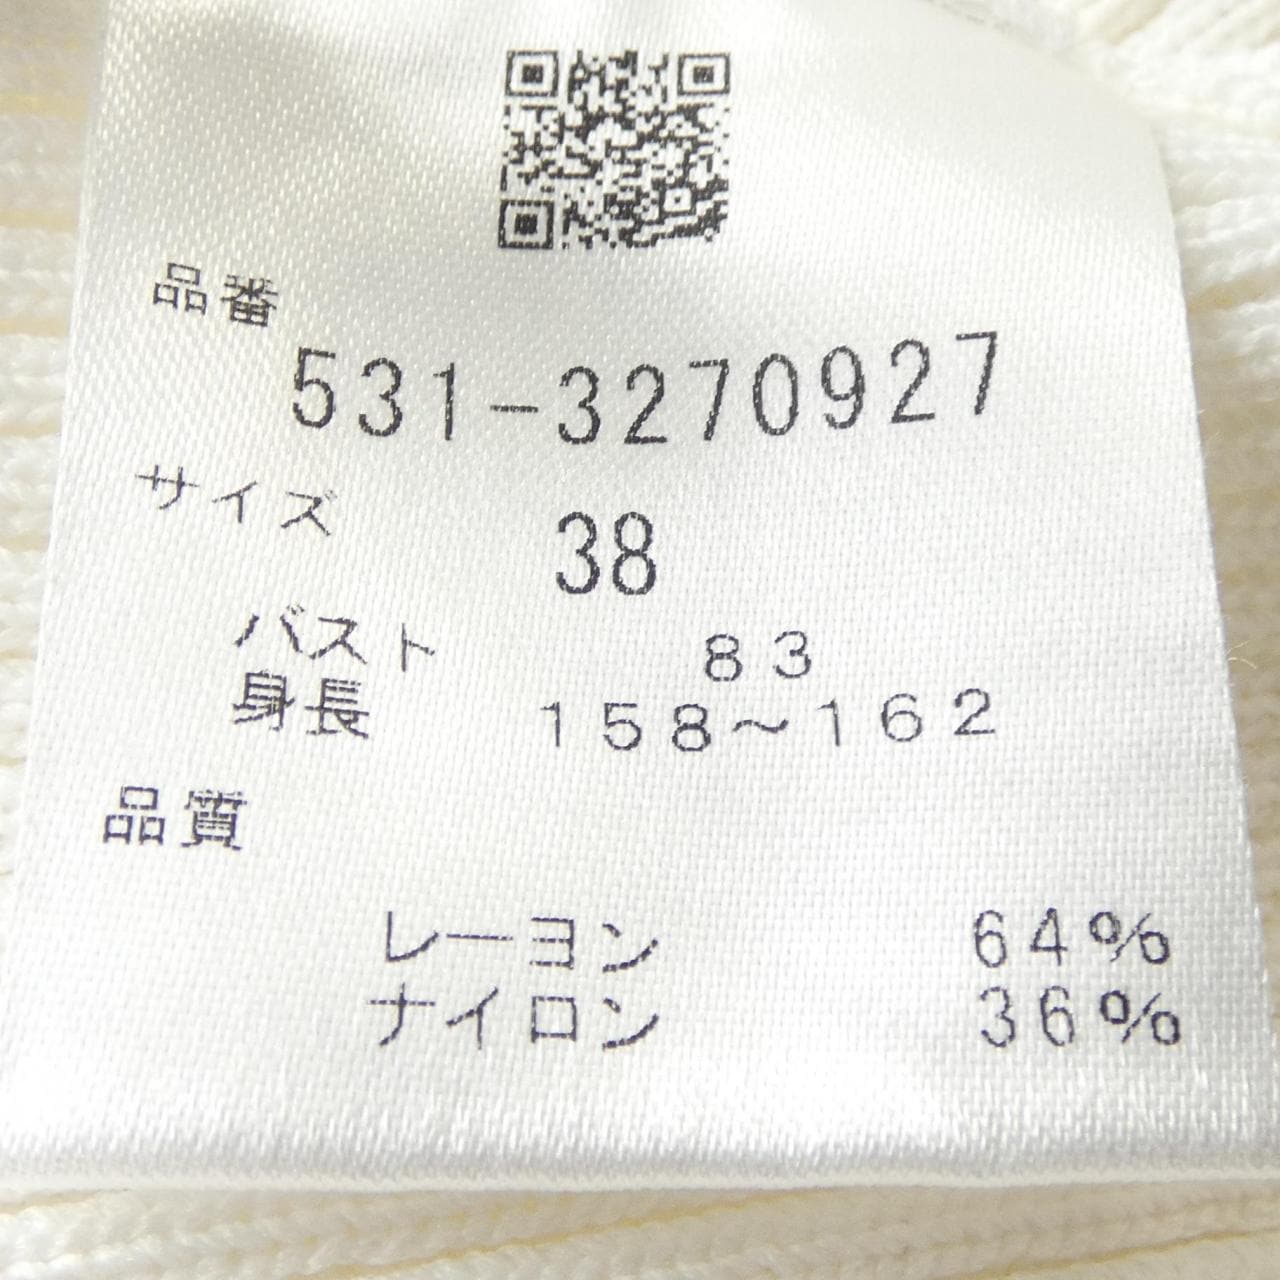 品番
531-3270927
サイズ 38
バスト 83
身長 158～162
品質
レーヨン 64%
ナイロン 36%